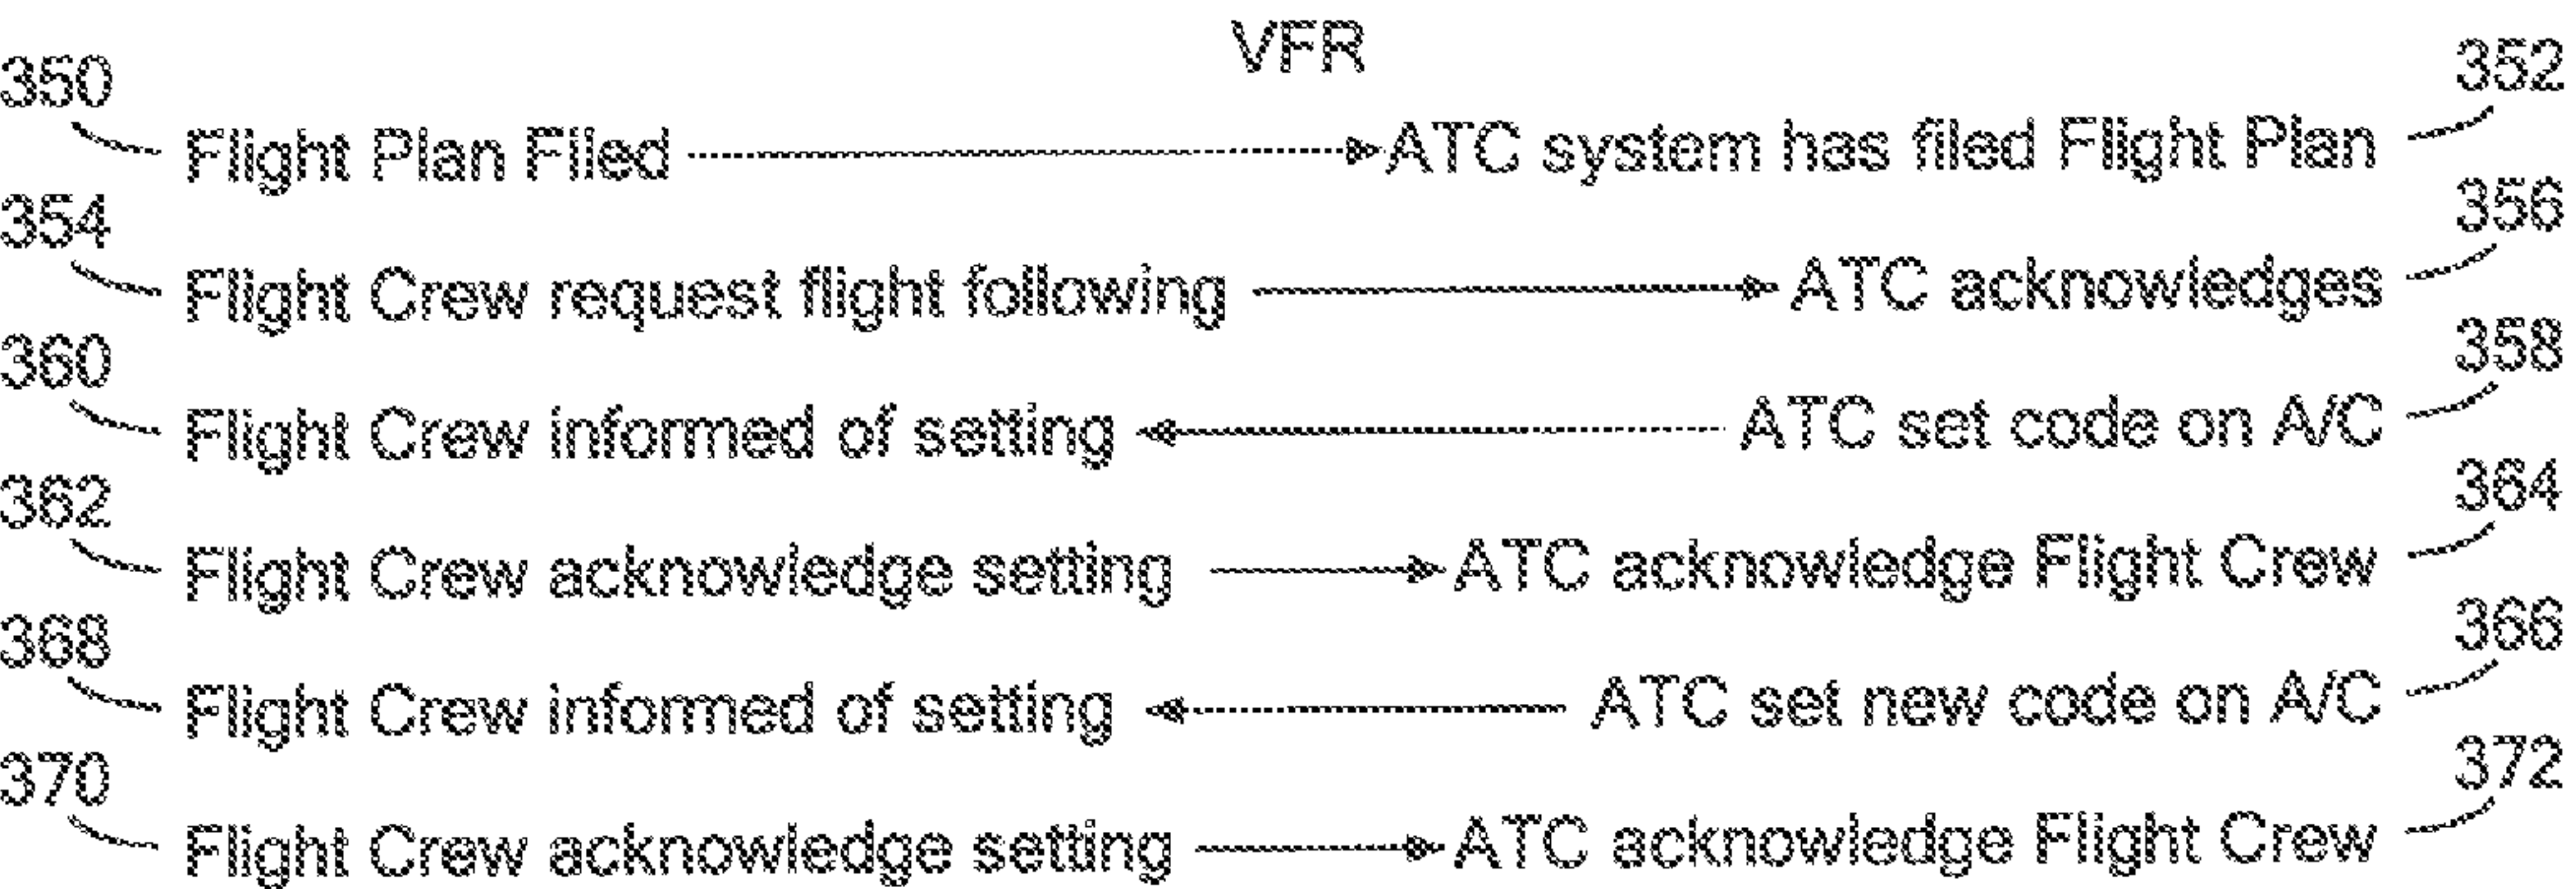 VFR
350 352
Flight Plan Filed ATC system has filed Flight Plan
354 356
Flight Crew request flight following ATC acknowledges
360 358
Flight Crew informed of setting ATC set code on A/C
362 364
Flight Crew acknowledge setting ATC acknowledge Flight Crew
368 366
Flight Crew informed of setting ATC set new code on A/C
370 372
Flight Crew acknowledge setting ATC acknowledge Flight Crew